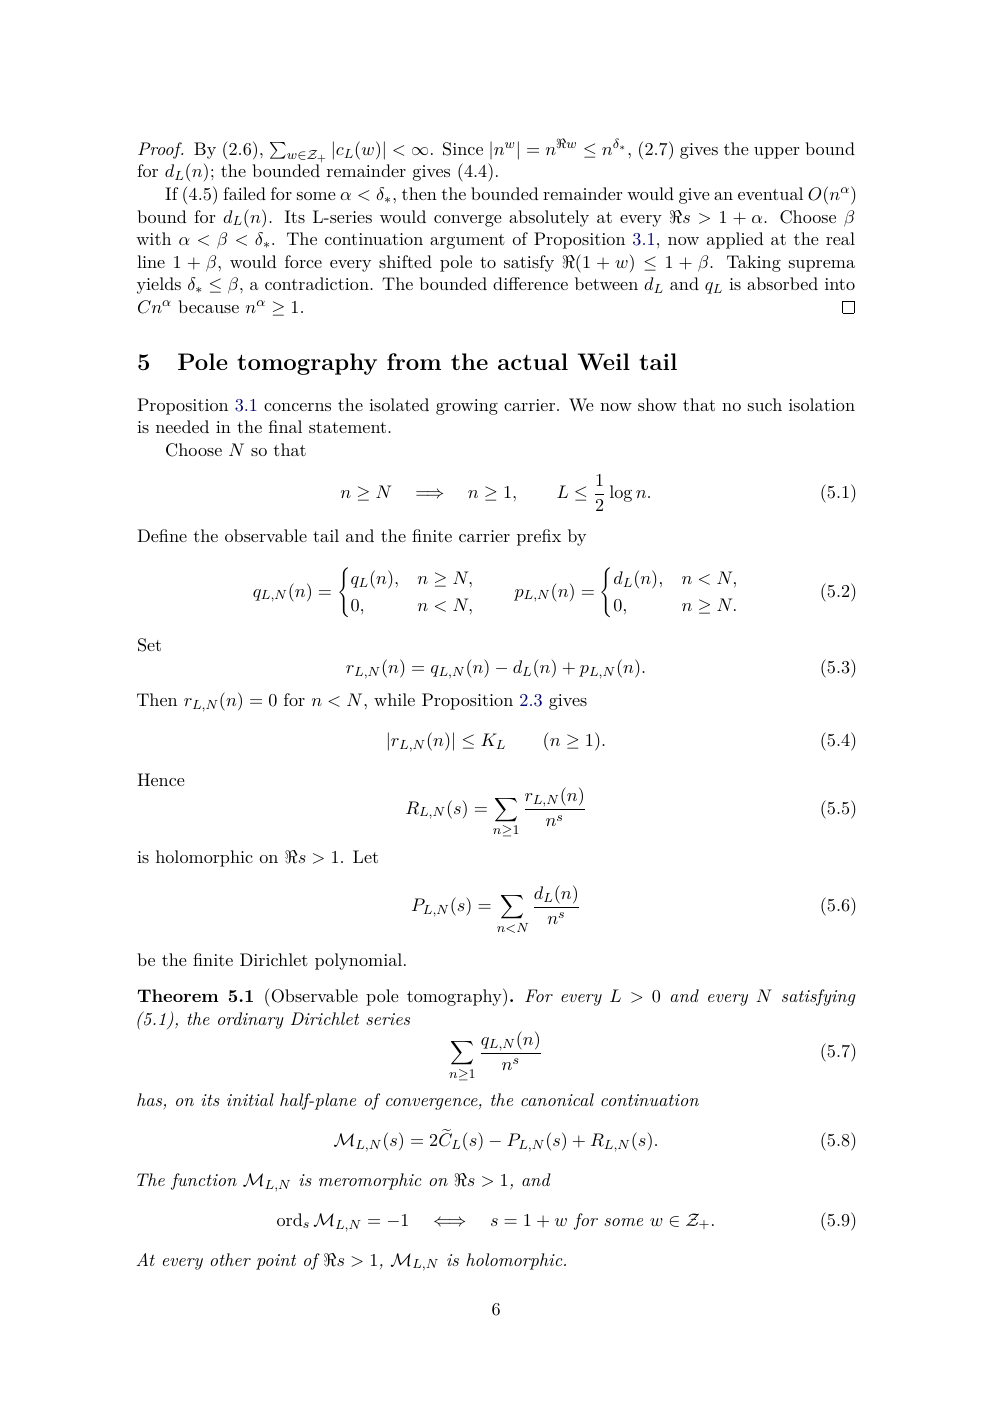 Proof. By (2.6), ∑_{w∈𝒵₊} |c_L(w)| < ∞. Since |n^w| = n^{ℜw} ≤ n^{δ_*}, (2.7) gives the upper bound
for d_L(n); the bounded remainder gives (4.4).
If (4.5) failed for some α < δ_*, then the bounded remainder would give an eventual O(n^α)
bound for d_L(n). Its L-series would converge absolutely at every ℜs > 1 + α. Choose β
with α < β < δ_*. The continuation argument of Proposition 3.1, now applied at the real
line 1 + β, would force every shifted pole to satisfy ℜ(1 + w) ≤ 1 + β. Taking suprema
yields δ_* ≤ β, a contradiction. The bounded difference between d_L and q_L is absorbed into
Cn^α because n^α ≥ 1. □
5 Pole tomography from the actual Weil tail
Proposition 3.1 concerns the isolated growing carrier. We now show that no such isolation
is needed in the final statement.
Choose N so that
n ≥ N ⟹ n ≥ 1, L ≤ \frac{1}{2} log n. (5.1)
Define the observable tail and the finite carrier prefix by
q_{L,N}(n) = { q_L(n), n ≥ N, 0, n < N, p_{L,N}(n) = { d_L(n), n < N, 0, n ≥ N. (5.2)
Set
r_{L,N}(n) = q_{L,N}(n) − d_L(n) + p_{L,N}(n). (5.3)
Then r_{L,N}(n) = 0 for n < N, while Proposition 2.3 gives
|r_{L,N}(n)| ≤ K_L (n ≥ 1). (5.4)
Hence
R_{L,N}(s) = ∑_{n≥1} \frac{r_{L,N}(n)}{n^s} (5.5)
is holomorphic on ℜs > 1. Let
P_{L,N}(s) = ∑_{n<N} \frac{d_L(n)}{n^s} (5.6)
be the finite Dirichlet polynomial.
Theorem 5.1 (Observable pole tomography). For every L > 0 and every N satisfying
(5.1), the ordinary Dirichlet series
∑_{n≥1} \frac{q_{L,N}(n)}{n^s} (5.7)
has, on its initial half-plane of convergence, the canonical continuation
ℳ_{L,N}(s) = 2\widetilde{C}_L(s) − P_{L,N}(s) + R_{L,N}(s). (5.8)
The function ℳ_{L,N} is meromorphic on ℜs > 1, and
ord_s ℳ_{L,N} = −1 ⟺ s = 1 + w for some w ∈ 𝒵₊. (5.9)
At every other point of ℜs > 1, ℳ_{L,N} is holomorphic.
6